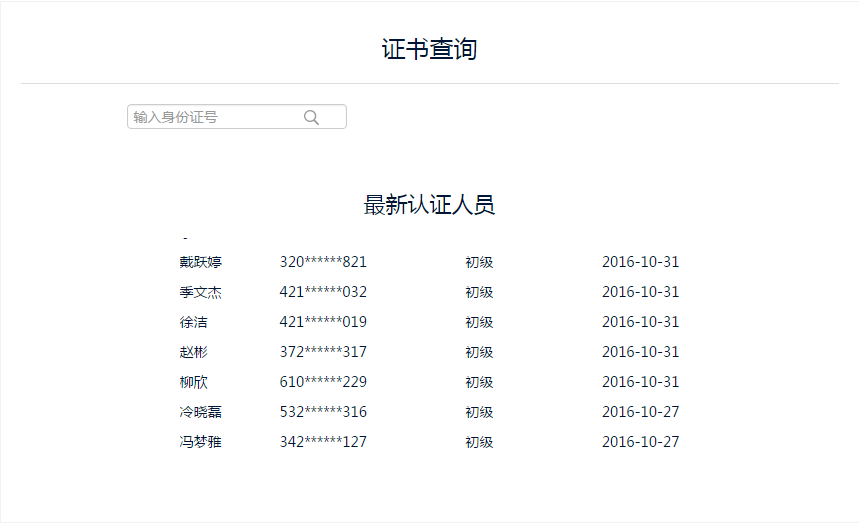 证书查询
输入身份证号
最新认证人员
戴跃婷 320******821 初级 2016-10-31
季文杰 421******032 初级 2016-10-31
徐洁 421******019 初级 2016-10-31
赵彬 372******317 初级 2016-10-31
柳欣 610******229 初级 2016-10-31
冷晓磊 532******316 初级 2016-10-27
冯梦雅 342******127 初级 2016-10-27